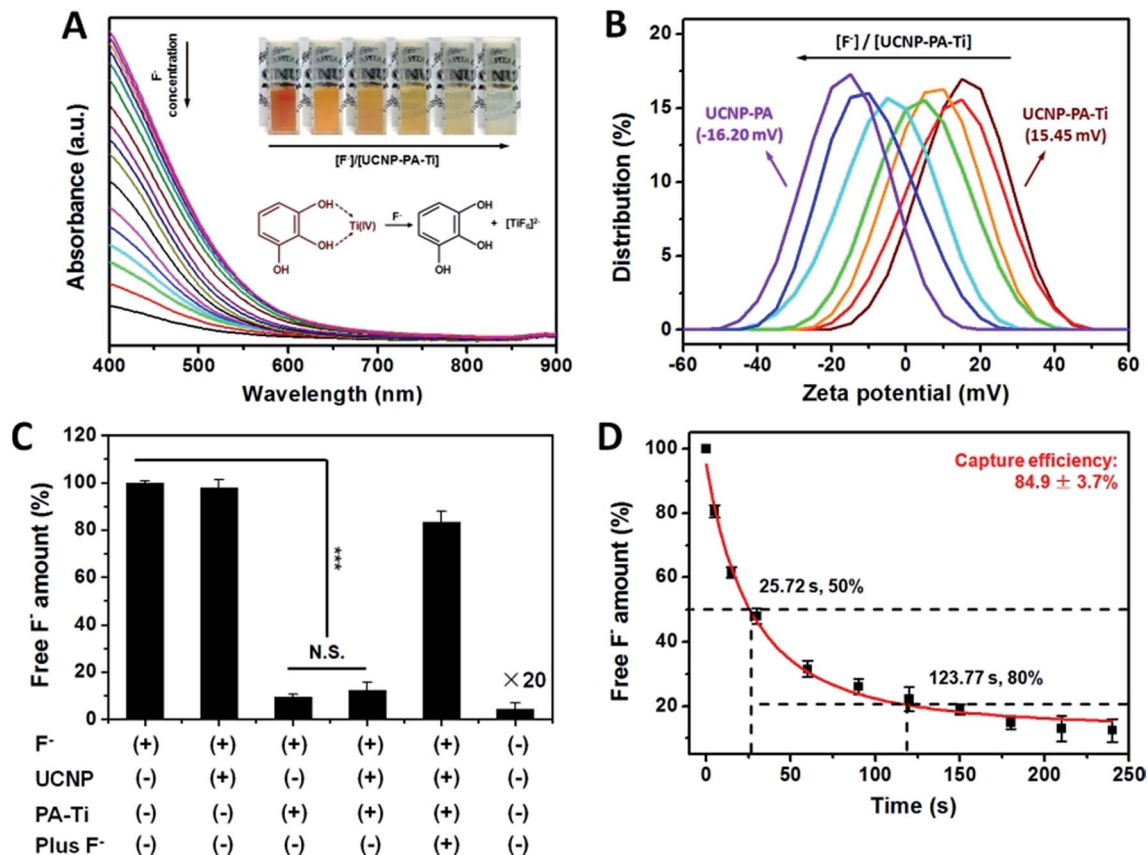 A
F⁻
concentration
CNU
[F⁻]/[UCNP-PA-Ti]
OH
Ti(IV)
OH
OH
F⁻
OH
OH
OH
+ [TiF₆]²⁻
Absorbance (a.u.)
400 500 600 700 800 900
Wavelength (nm)
B
[F⁻] / [UCNP-PA-Ti]
UCNP-PA
(-16.20 mV)
UCNP-PA-Ti
(15.45 mV)
Distribution (%)
20
15
10
5
0
-60 -40 -20 0 20 40 60
Zeta potential (mV)
C
Free F⁻ amount (%)
120
100
80
60
40
20
0
***
N.S.
×20
F⁻ (+) (+) (+) (+) (+) (-)
UCNP (-) (+) (-) (+) (+) (-)
PA-Ti (-) (-) (+) (+) (+) (-)
Plus F⁻ (-) (-) (-) (-) (+) (-)
D
Capture efficiency:
84.9 ± 3.7%
Free F⁻ amount (%)
100
80
60
40
20
25.72 s, 50%
123.77 s, 80%
0 50 100 150 200 250
Time (s)